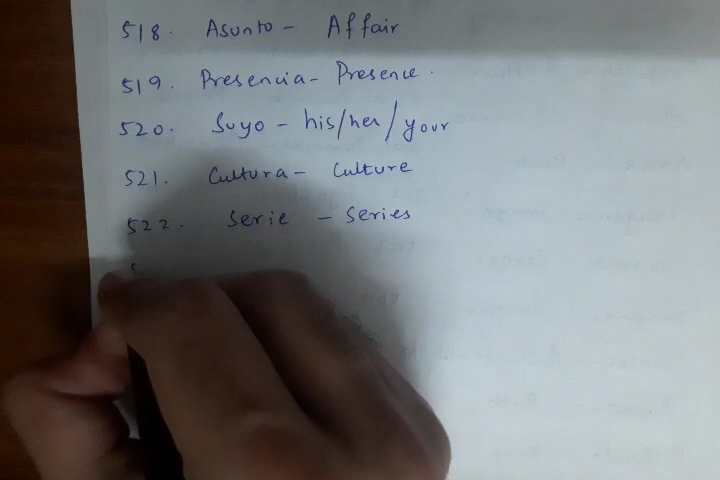 518. Asunto - Affair
519. Presencia - Presence.
520. Suyo - his/her/your
521. Cultura - Culture
522. Serie - Series